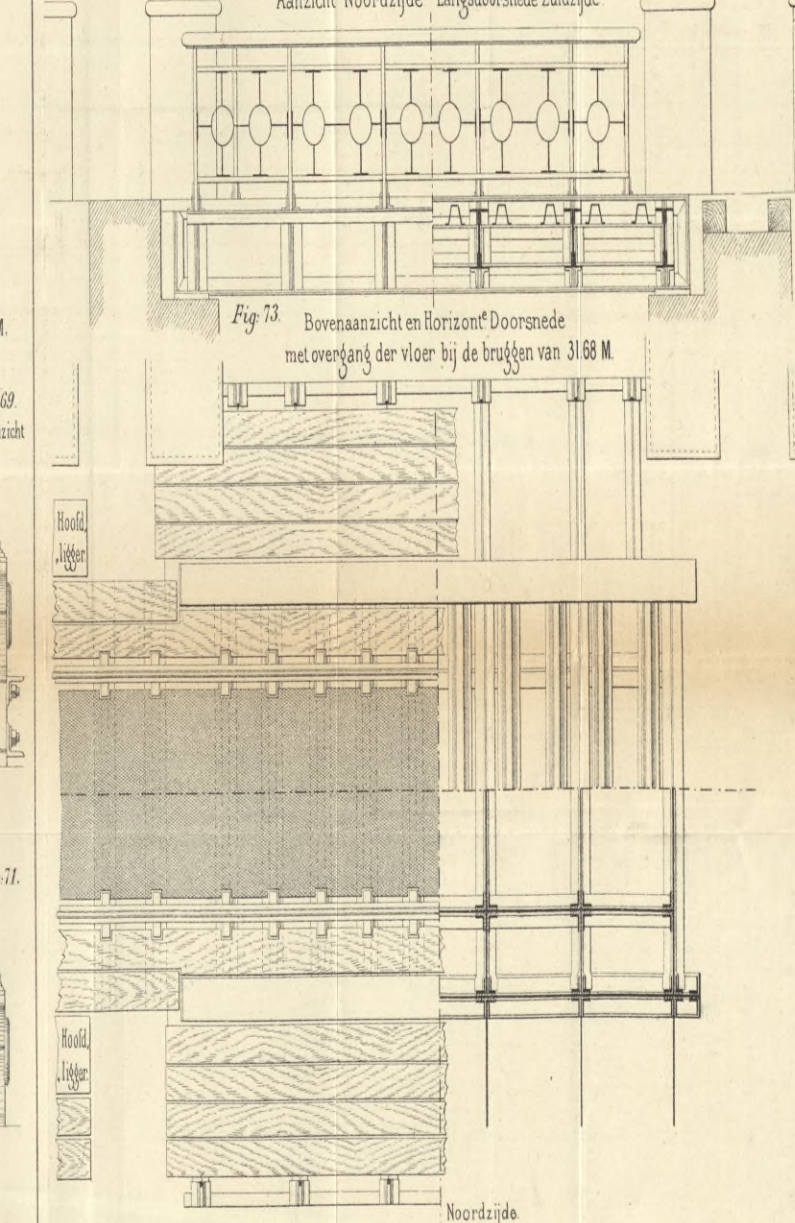 Aanzicht Noordzijde Langsdoorsnede Zuidzijde.
Fig: 73.
Bovenaanzicht en Horizontᵉ Doorsnede
met overgang der vloer bij de bruggen van 31.68 M.
M.
69.
zicht
Hoofd,
,ligger.
71.
Hoofd,
,ligger.
Noordzijde.